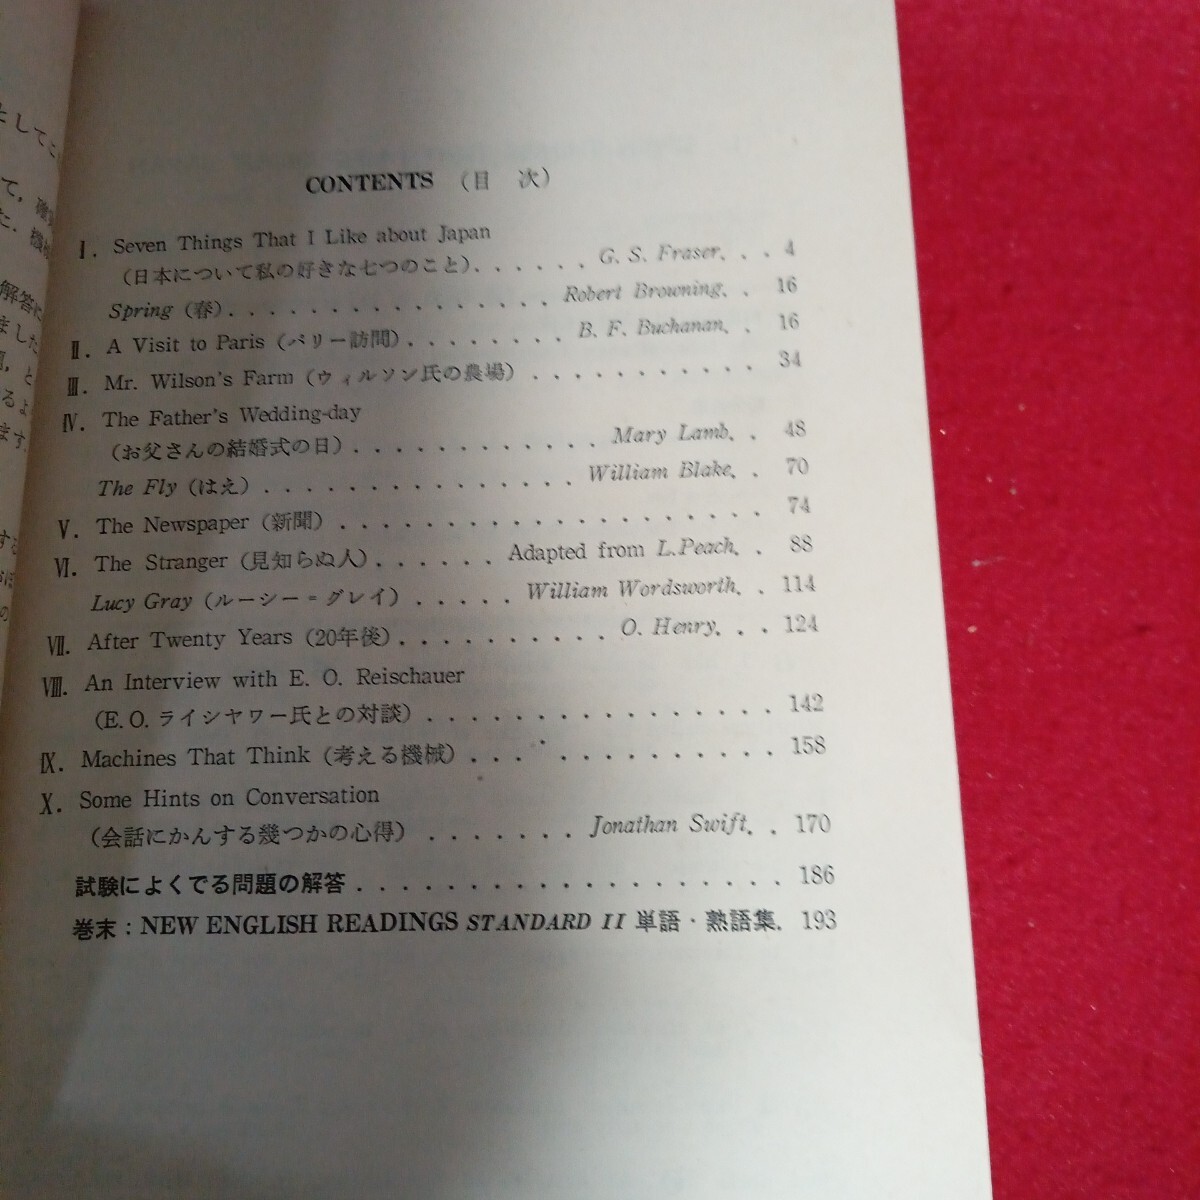 CONTENTS （目　次）
Ⅰ. Seven Things That I Like about Japan
（日本について私の好きな七つのこと）. . . . . . G. S. Fraser. . . 4
Spring （春）. . . . . . . . . . . . . . . Robert Browning. . 16
Ⅱ. A Visit to Paris （パリー訪問）. . . . . . . . B. F. Buchanan. . 16
Ⅲ. Mr. Wilson's Farm （ウィルソン氏の農場） . . . . . . . . . . . 34
Ⅳ. The Father's Wedding-day
（お父さんの結婚式の日） . . . . . . . . . . . . Mary Lamb. . 48
The Fly （はえ） . . . . . . . . . . . . . . . William Blake. . 70
Ⅴ. The Newspaper （新聞） . . . . . . . . . . . . . . . . . . 74
Ⅵ. The Stranger （見知らぬ人）. . . . . . Adapted from L. Peach. . 88
Lucy Gray （ルーシー＝グレイ） . . . . . William Wordsworth. . 114
Ⅶ. After Twenty Years （20年後）. . . . . . . . . . O. Henry. . . 124
Ⅷ. An Interview with E. O. Reischauer
（E. O. ライシヤワー氏との対談） . . . . . . . . . . . . . . . . 142
Ⅸ. Machines That Think （考える機械） . . . . . . . . . . . . . 158
Ⅹ. Some Hints on Conversation
（会話にかんする幾つかの心得） . . . . . . . Jonathan Swift. . 170
試験によくでる問題の解答 . . . . . . . . . . . . . . . . . . . 186
巻末：NEW ENGLISH READINGS STANDARD II 単語・熟語集. 193